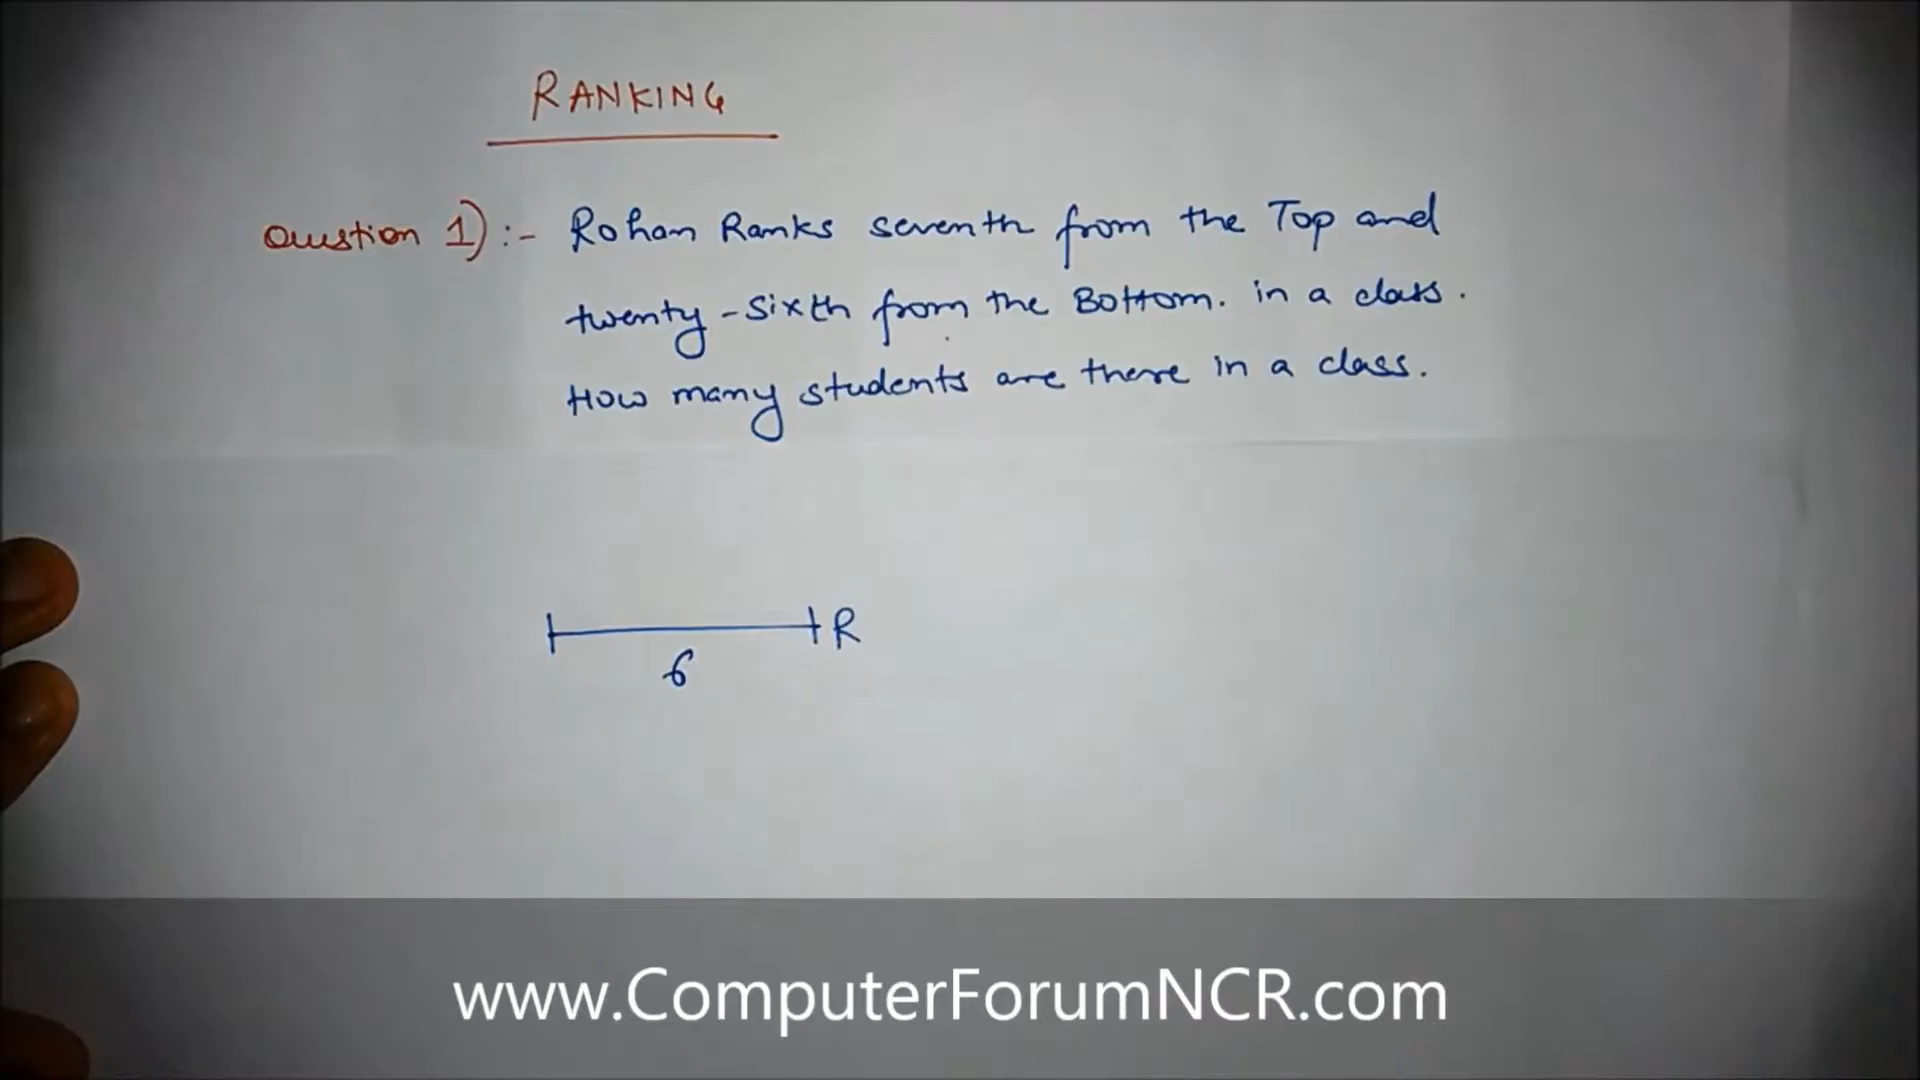 RANKING
Question 1) :- Rohan Ranks seventh from the Top and
twenty-sixth from the Bottom. in a class.
How many students are there in a class.
R
6
www.ComputerForumNCR.com